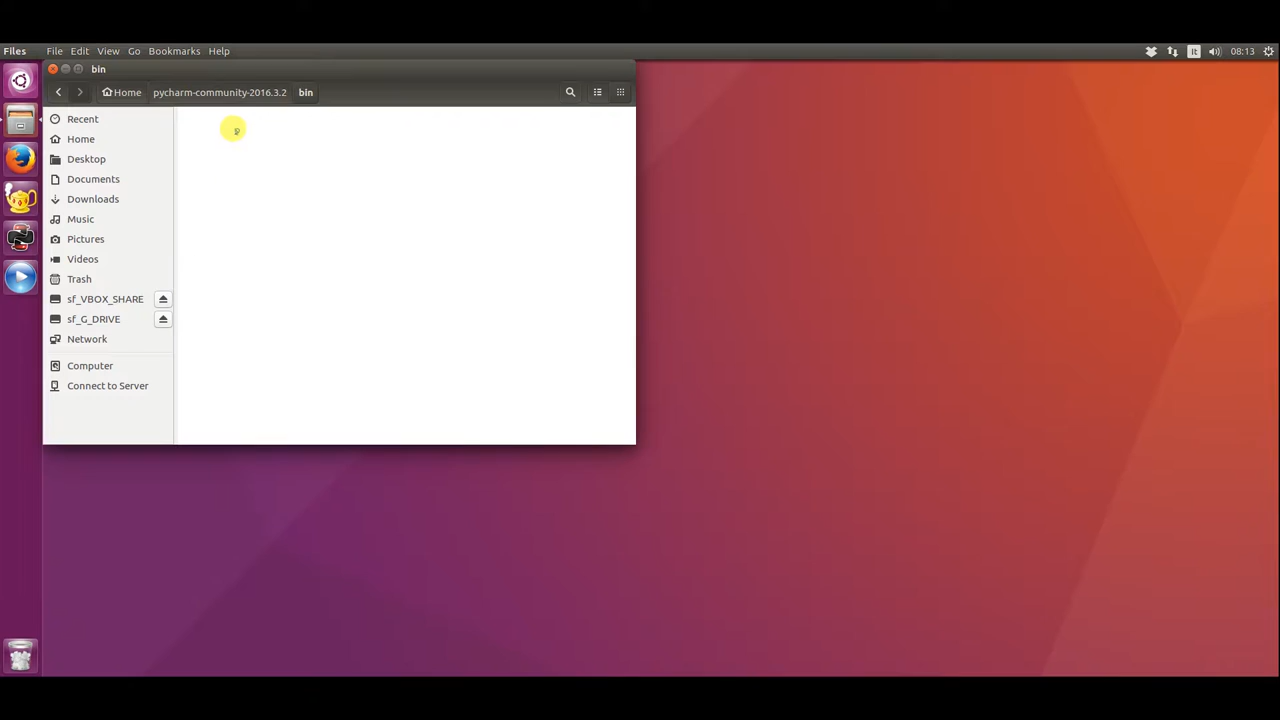 Files File Edit View Go Bookmarks Help It 08:13
bin
Home pycharm-community-2016.3.2 bin
Recent
Home
Desktop
Documents
Downloads
Music
Pictures
Videos
Trash
sf_VBOX_SHARE
sf_G_DRIVE
Network
Computer
Connect to Server